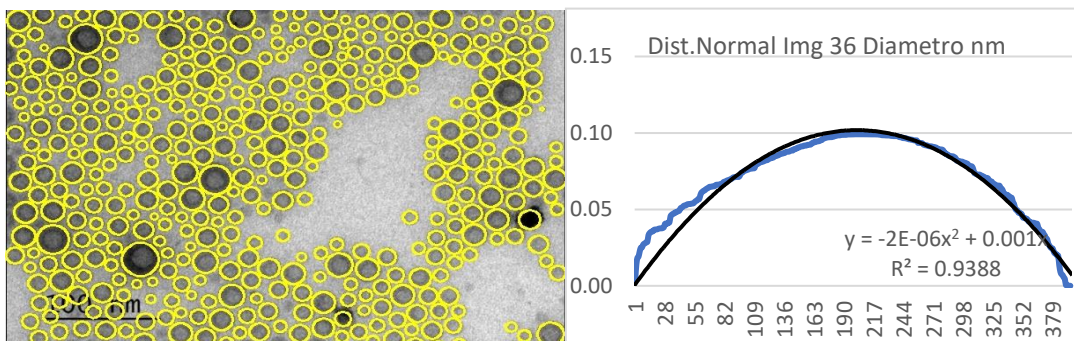 Dist.Normal Img 36 Diametro nm
0.15
0.10
0.05
0.00
y = -2E-06x² + 0.001x
R² = 0.9388
1 28 55 82 109 136 163 190 217 244 271 298 325 352 379
nm